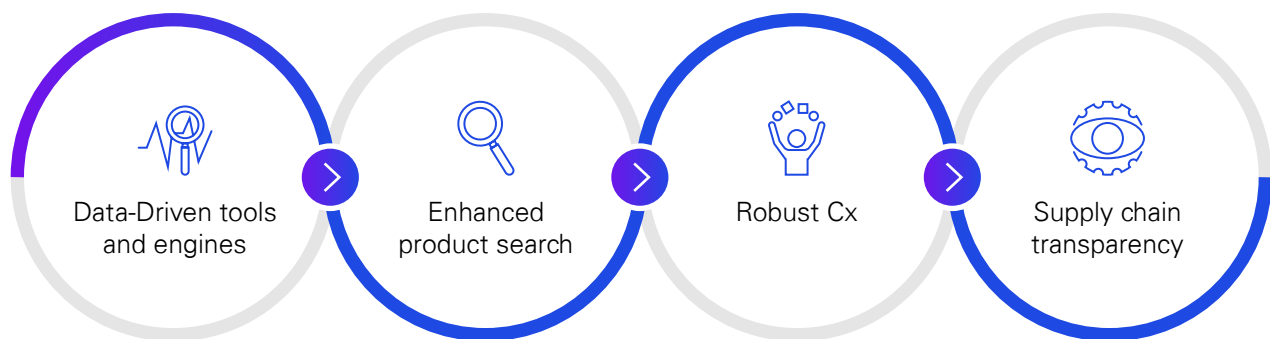 Data-Driven tools
and engines
Enhanced
product search
Robust Cx
Supply chain
transparency